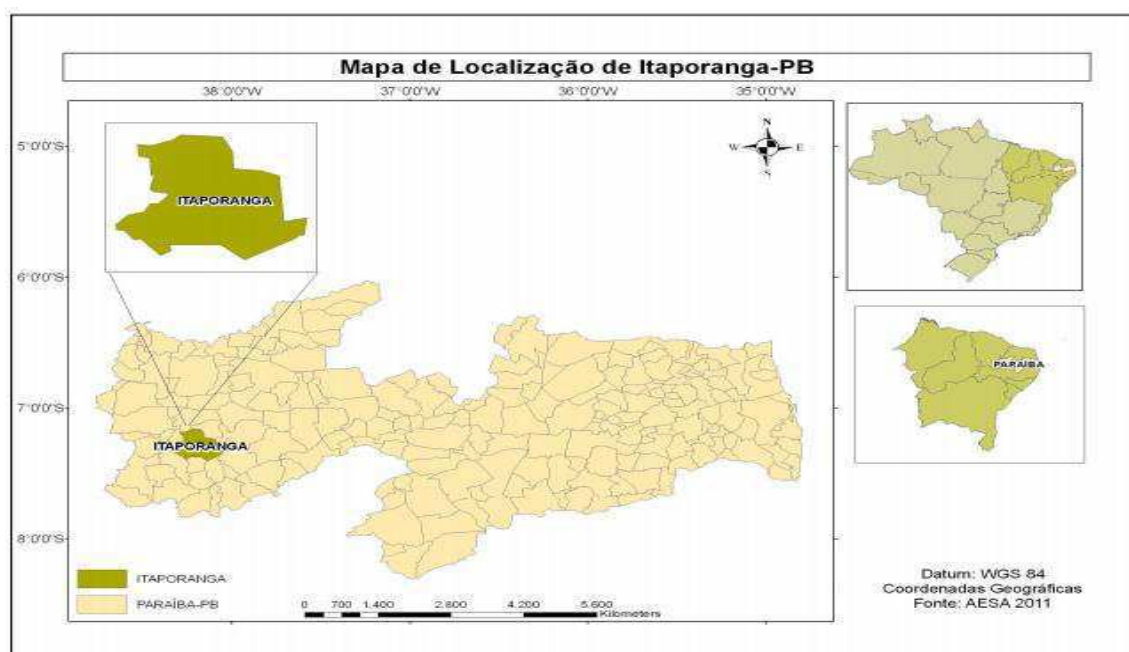 Mapa de Localização de Itaporanga-PB
38°0'0"W 37°0'0"W 36°0'0"W 35°0'0"W
5°0'0"S
6°0'0"S
7°0'0"S
8°0'0"S
ITAPORANGA
N
W E
S
ITAPORANGA
PARAÍBA
ITAPORANGA
PARAÍBA-PB
0 700 1.400 2.800 4.200 5.600
Kilometers
Datum: WGS 84
Coordenadas Geográficas
Fonte: AESA 2011